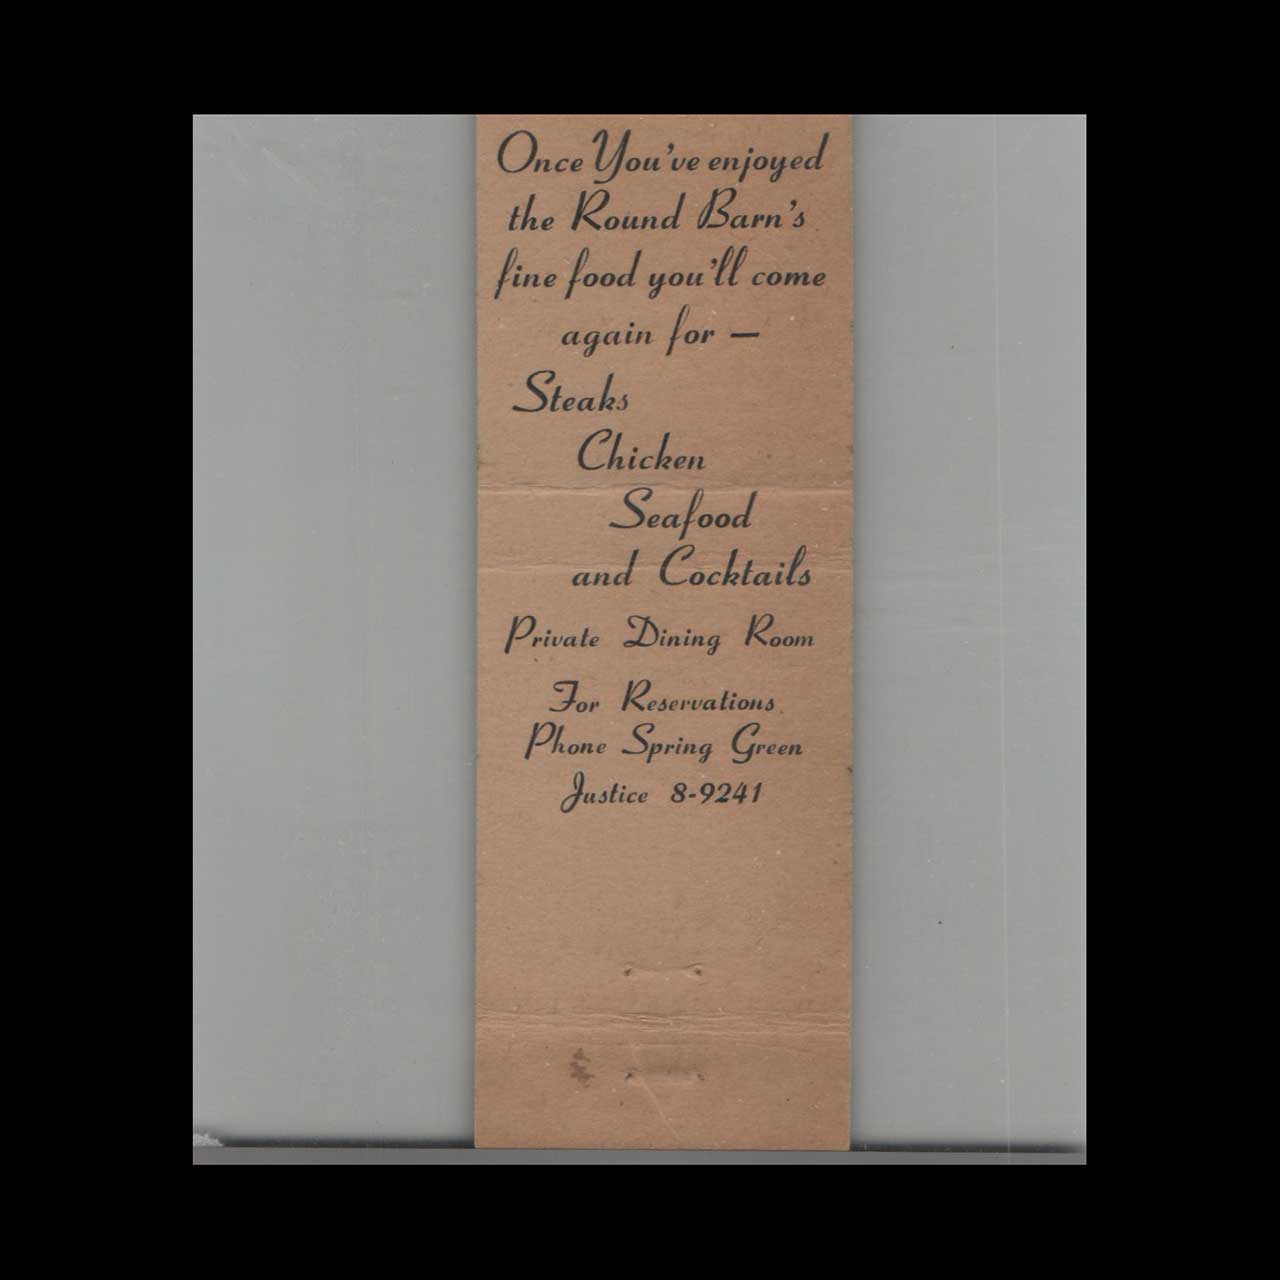 Once You've enjoyed
the Round Barn's
fine food you'll come
again for —
Steaks
Chicken
Seafood
and Cocktails
Private Dining Room
For Reservations
Phone Spring Green
Justice 8-9241